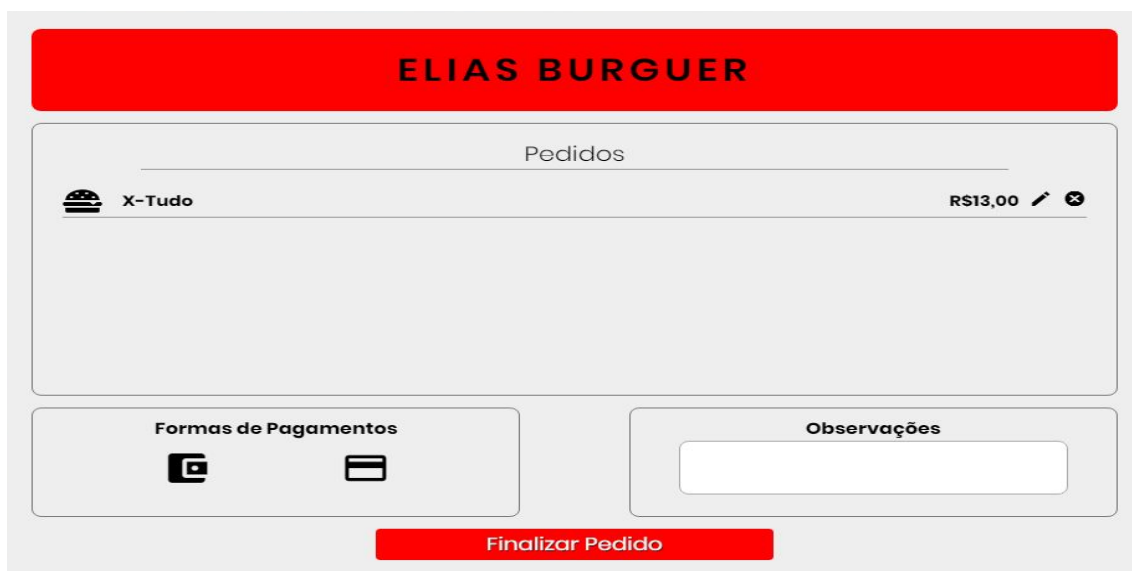 ELIAS BURGUER
Pedidos
X-Tudo R$13,00
Formas de Pagamentos
Observações
Finalizar Pedido